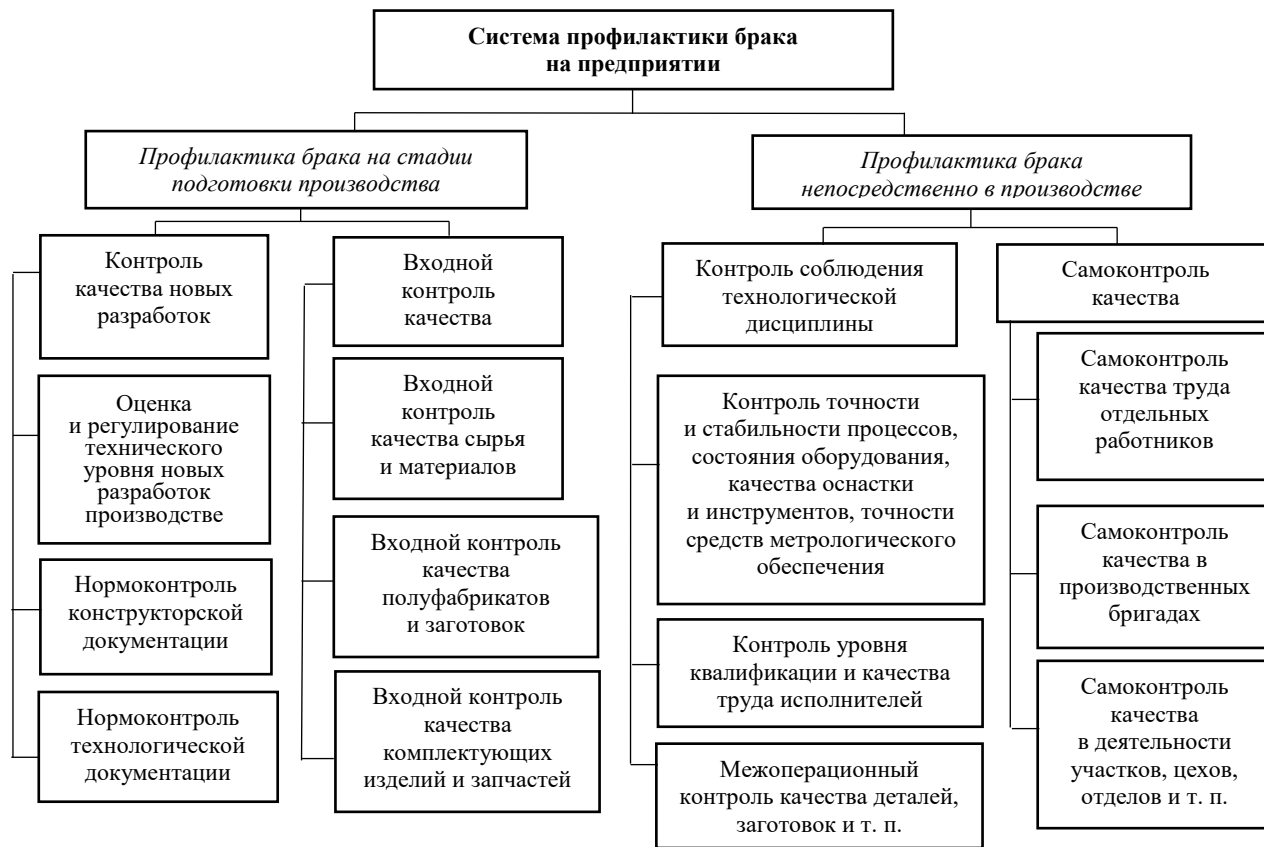 Система профилактики брака
на предприятии
Профилактика брака на стадии
подготовки производства
Профилактика брака
непосредственно в производстве
Контроль
качества новых
разработок
Оценка
и регулирование
технического
уровня новых
разработок
производстве
Нормоконтроль
конструкторской
документации
Нормоконтроль
технологической
документации
Входной
контроль
качества
Входной
контроль
качества сырья
и материалов
Входной контроль
качества
полуфабрикатов
и заготовок
Входной контроль
качества
комплектующих
изделий и запчастей
Контроль соблюдения
технологической
дисциплины
Контроль точности
и стабильности процессов,
состояния оборудования,
качества оснастки
и инструментов, точности
средств метрологического
обеспечения
Контроль уровня
квалификации и качества
труда исполнителей
Межоперационный
контроль качества деталей,
заготовок и т. п.
Самоконтроль
качества
Самоконтроль
качества труда
отдельных
работников
Самоконтроль
качества в
производственных
бригадах
Самоконтроль
качества
в деятельности
участков, цехов,
отделов и т. п.